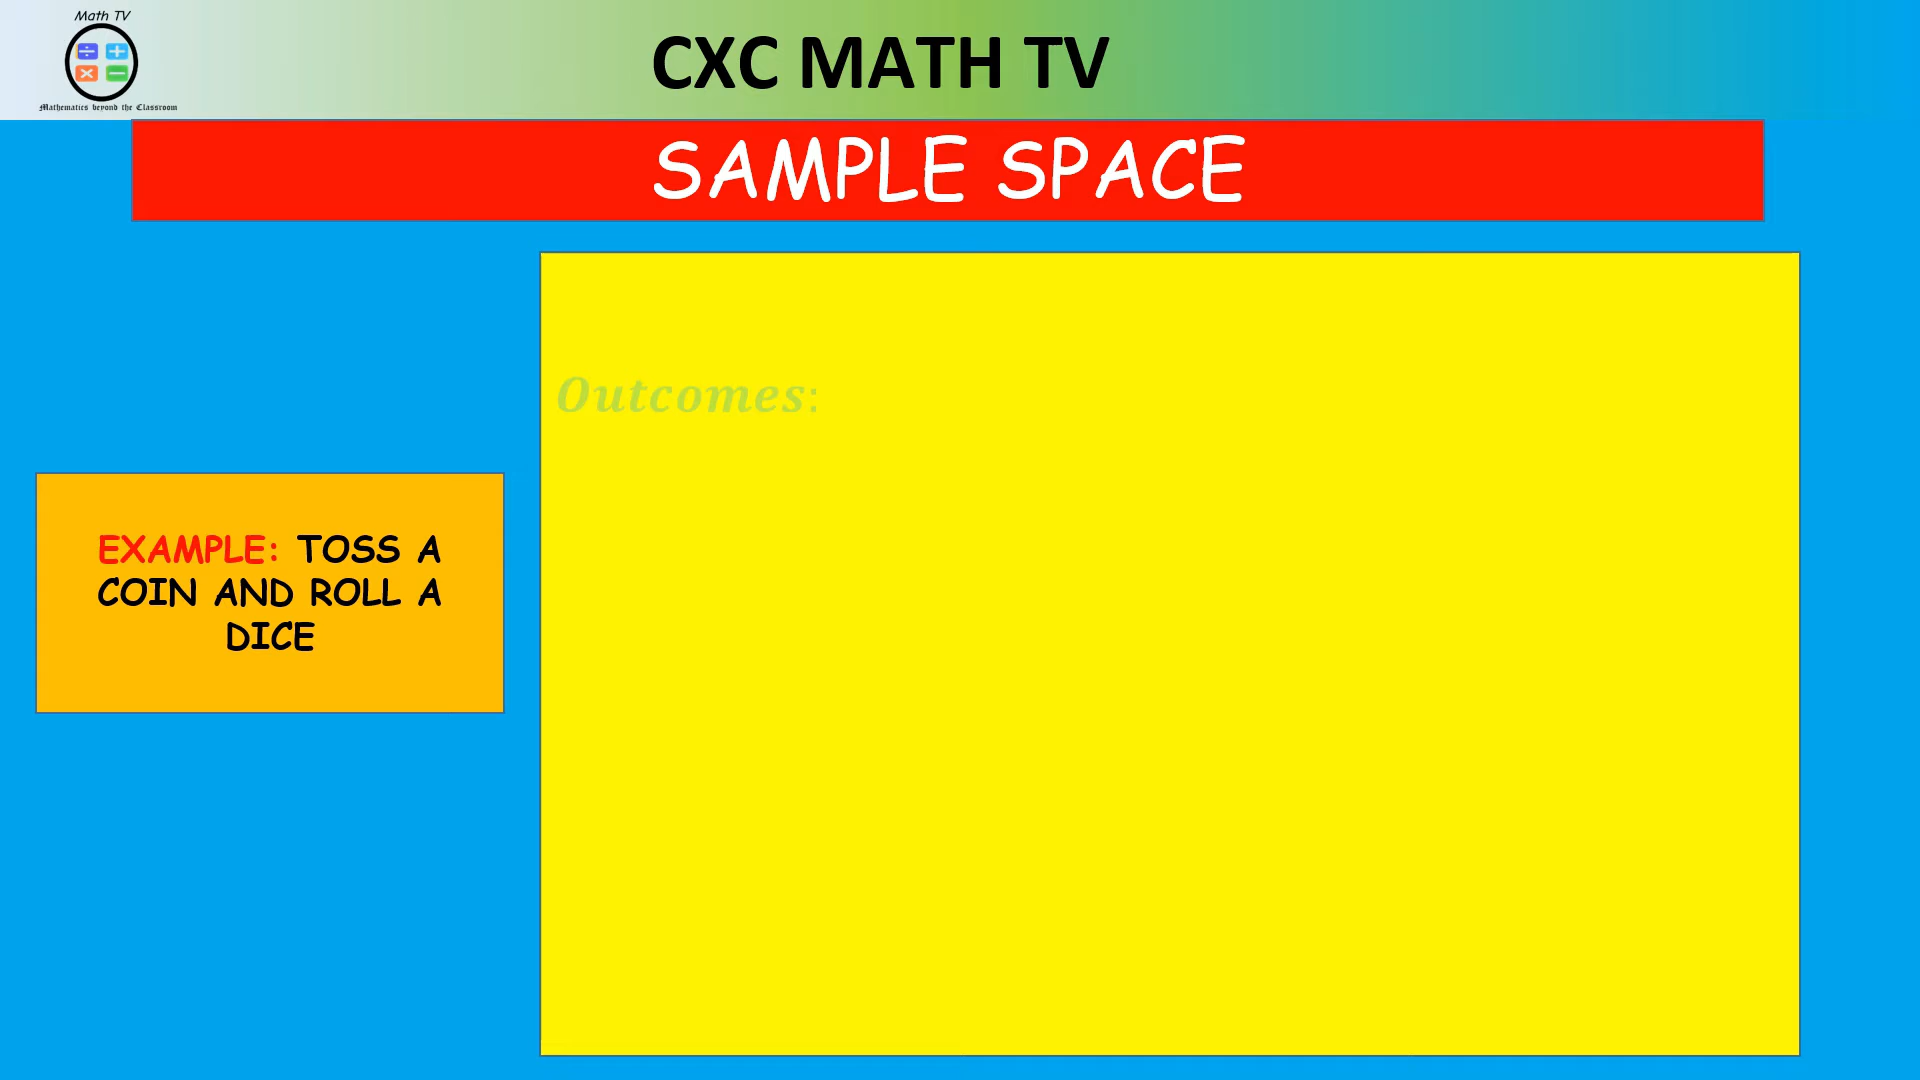 Math TV
Mathematics beyond the Classroom
CXC MATH TV
SAMPLE SPACE
Outcomes:
EXAMPLE: TOSS A
COIN AND ROLL A
DICE